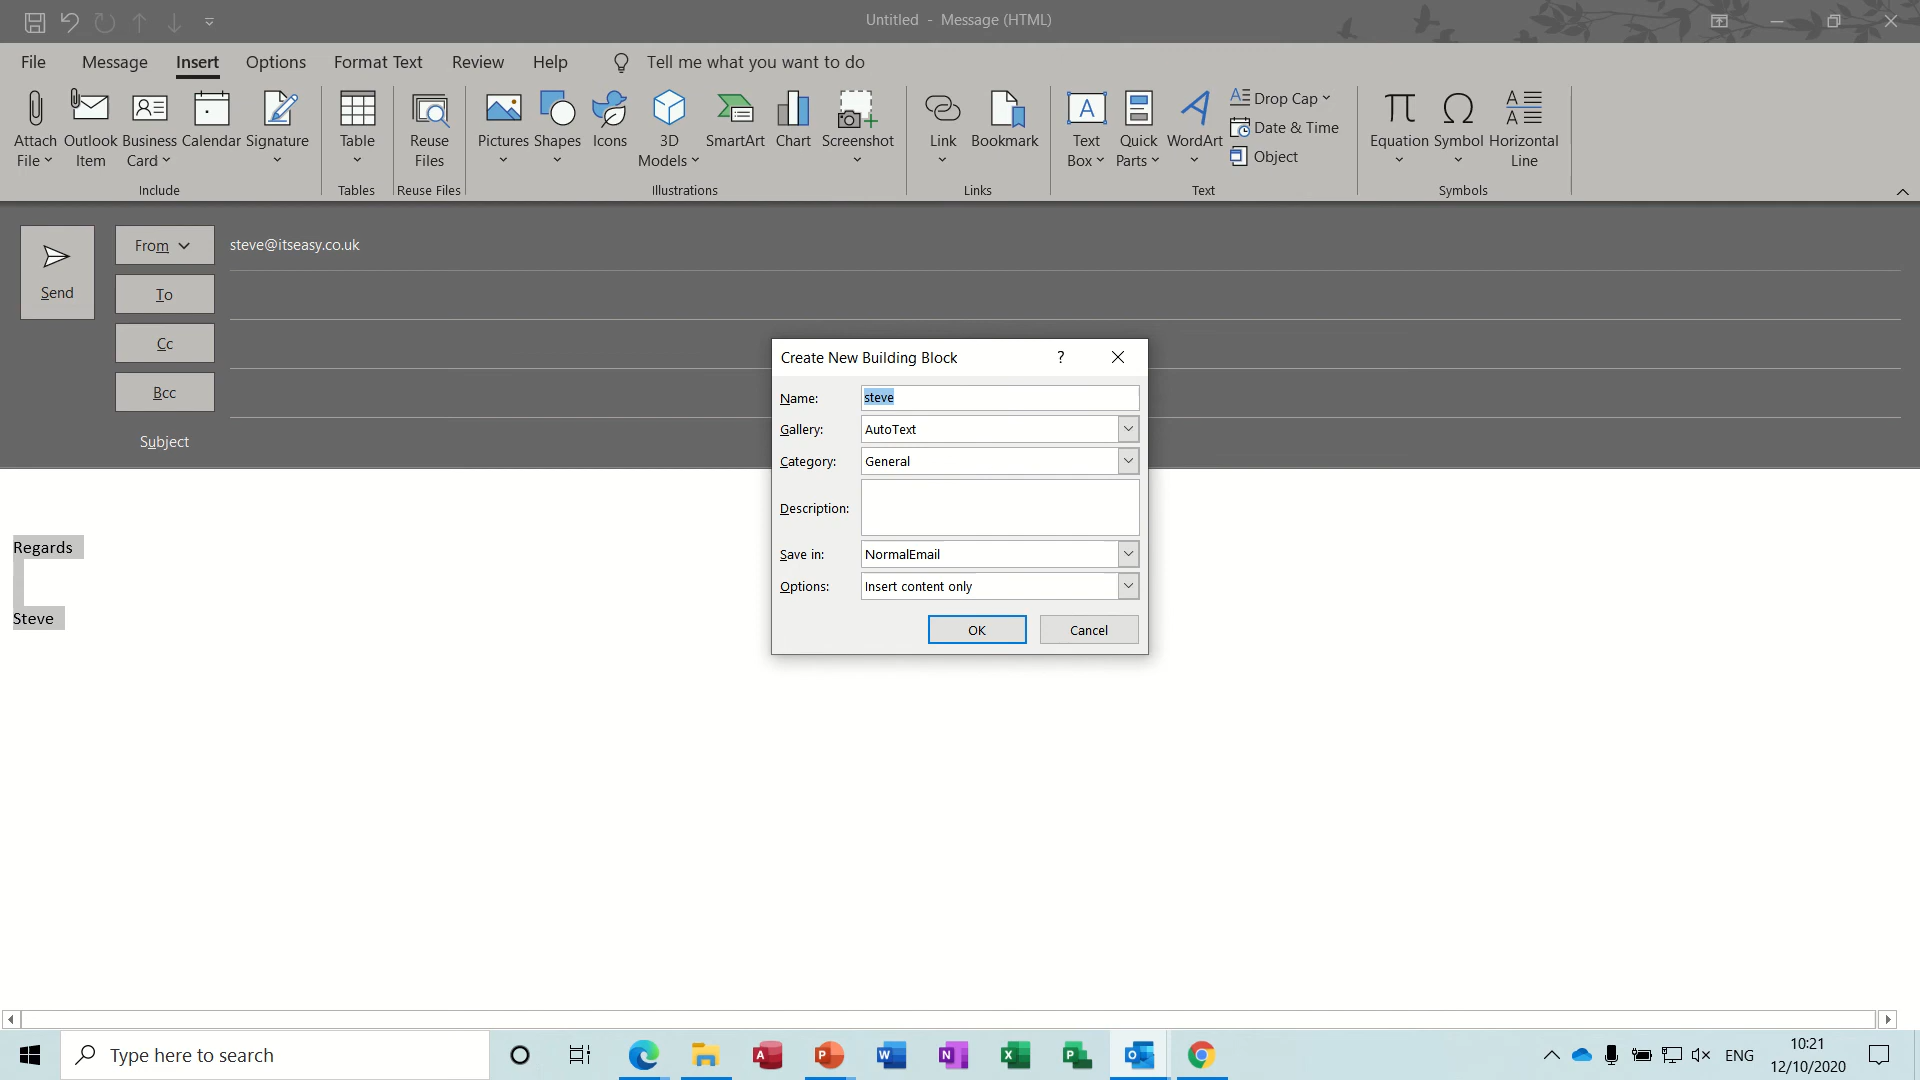 Untitled - Message (HTML)
File Message Insert Options Format Text Review Help Tell me what you want to do
Attach File
Outlook Item
Business Card
Calendar
Signature
Table
Reuse Files
Pictures
Shapes
Icons
3D Models
SmartArt
Chart
Screenshot
Link
Bookmark
Text Box
Quick Parts
WordArt
Drop Cap
Date & Time
Object
Equation
Symbol
Horizontal Line
Include Tables Reuse Files Illustrations Links Text Symbols
Send
From steve@itseasy.co.uk
To
Cc
Bcc
Subject
Regards
Steve
Create New Building Block ?
Name: steve
Gallery: AutoText
Category: General
Description:
Save in: NormalEmail
Options: Insert content only
OK Cancel
Type here to search
ENG
10:21
12/10/2020